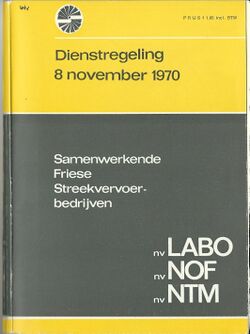 Dienstregeling
8 november 1970
Samenwerkende
Friese
Streekvervoer-
bedrijven
nv LABO
nv NOF
nv NTM